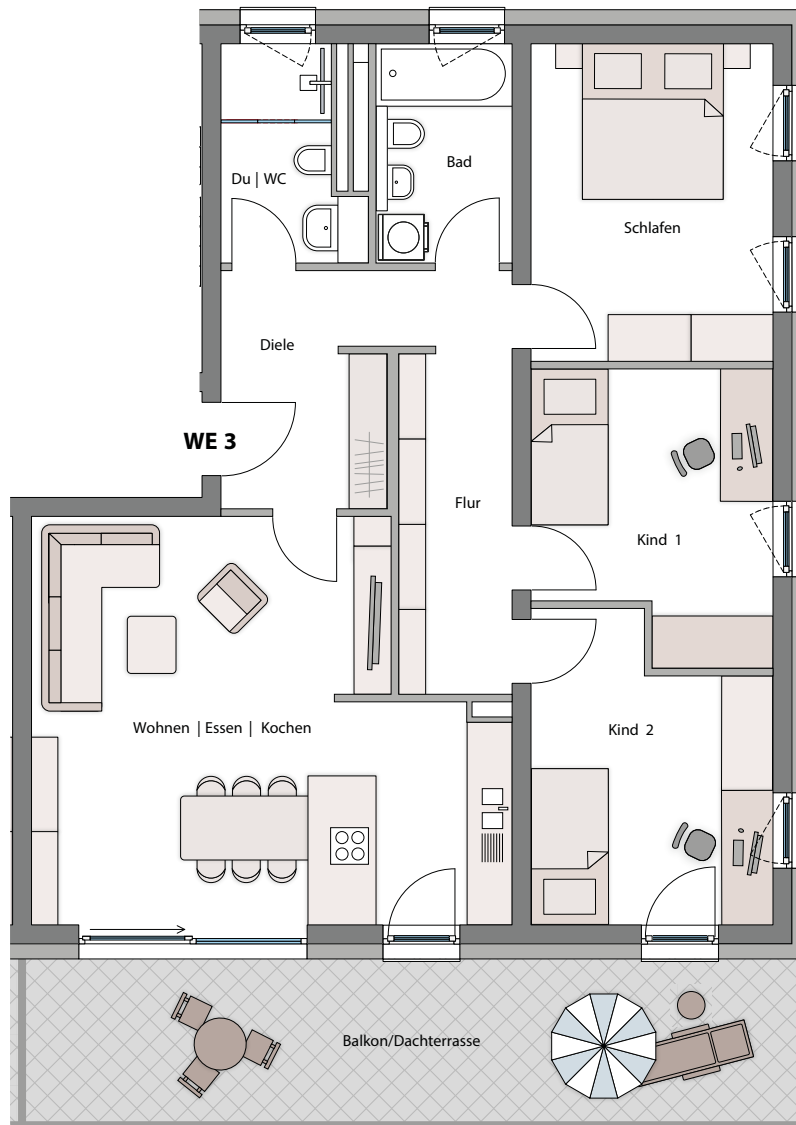 Du | WC
Bad
Schlafen
Diele
WE 3
Flur
Kind 1
Wohnen | Essen | Kochen
Kind 2
Balkon/Dachterrasse